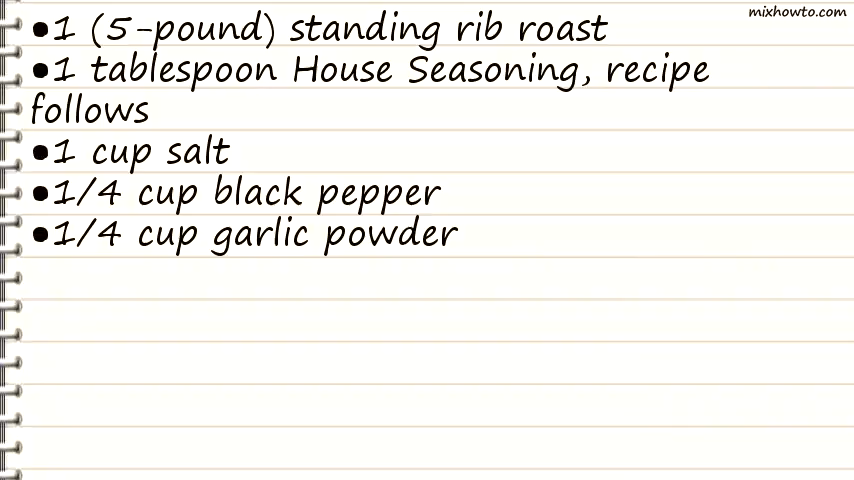 mixhowto.com
•1 (5-pound) standing rib roast
•1 tablespoon House Seasoning, recipe
follows
•1 cup salt
•1/4 cup black pepper
•1/4 cup garlic powder